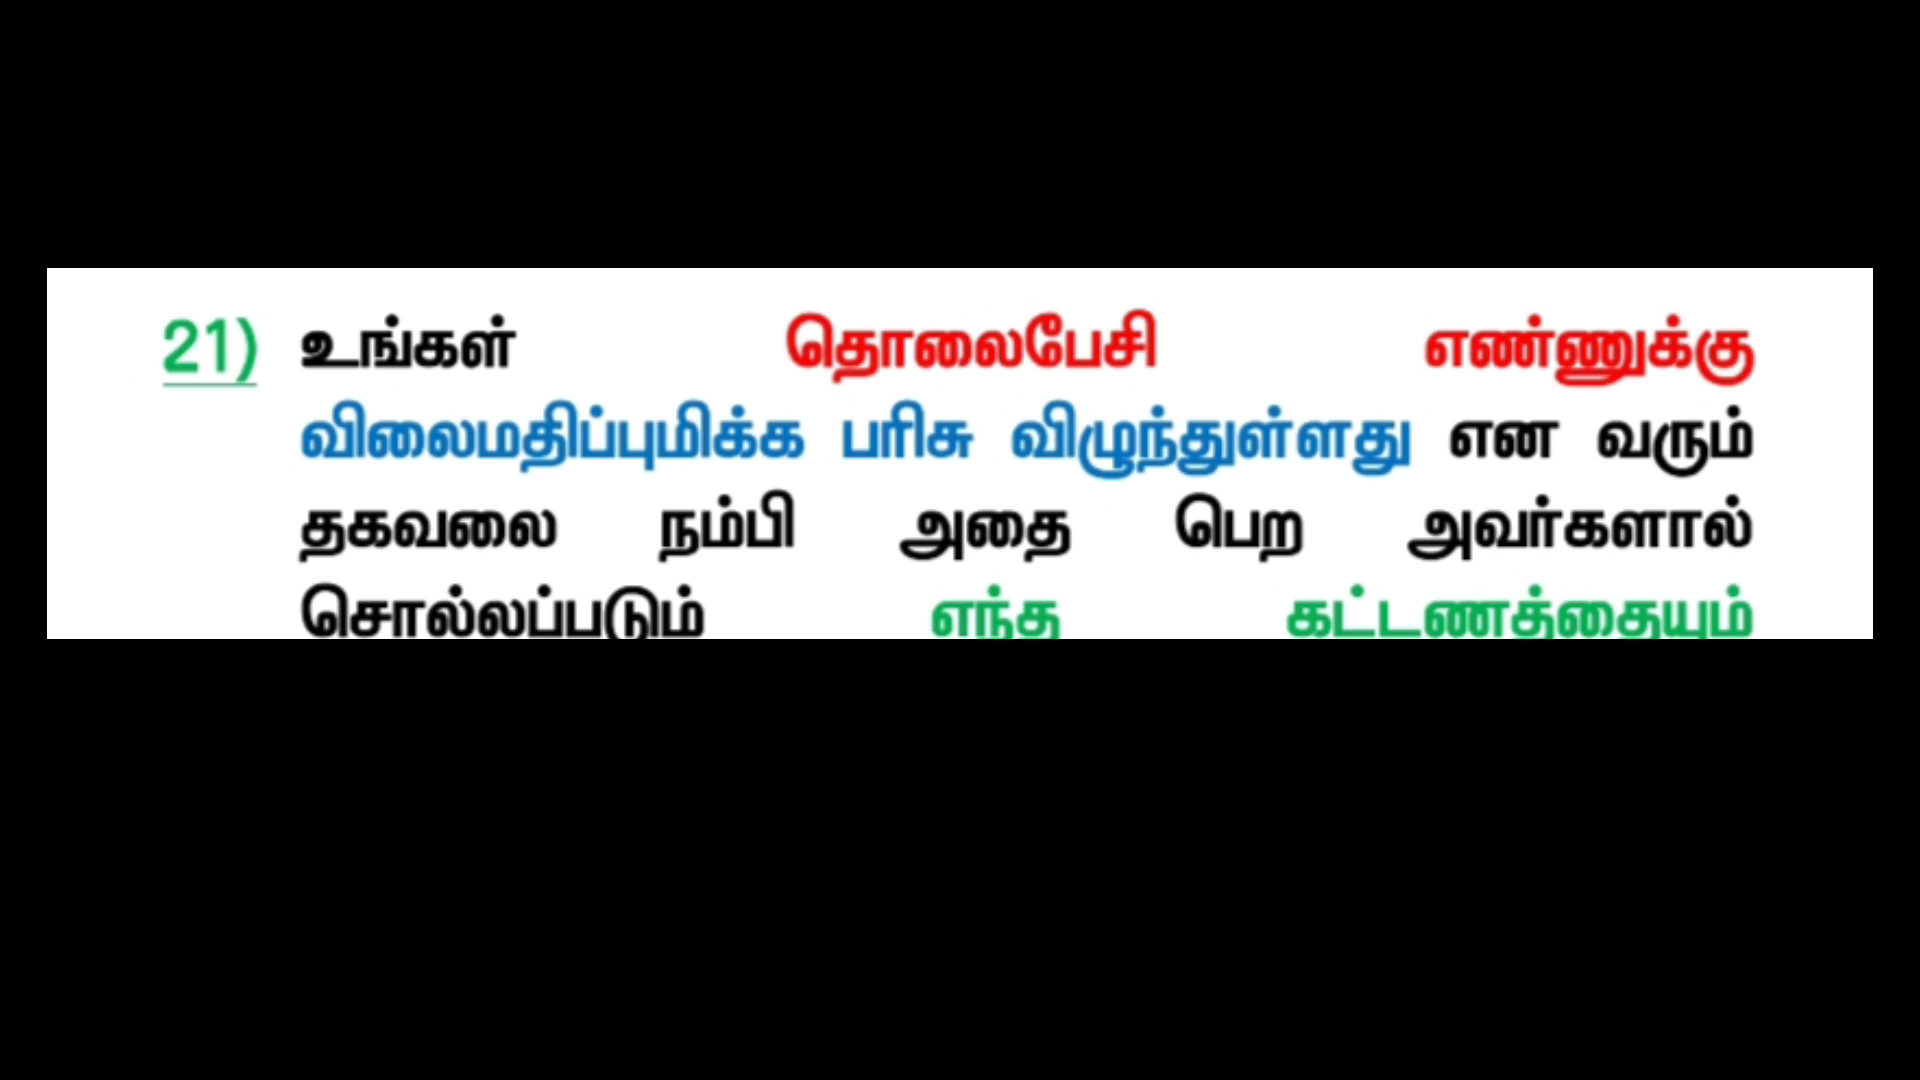 21) உங்கள் தொலைபேசி எண்ணுக்கு
விலைமதிப்புமிக்க பரிசு விழுந்துள்ளது என வரும்
தகவலை நம்பி அதை பெற அவர்களால்
சொல்லப்படும் எந்த கட்டணத்தையும்